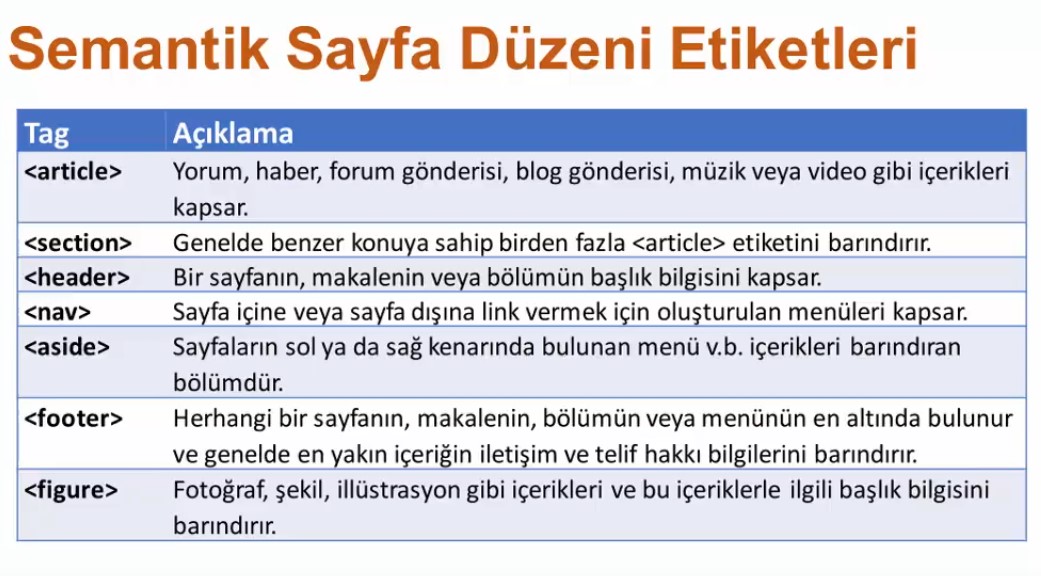 Semantik Sayfa Düzeni Etiketleri
Tag Açıklama
<article> Yorum, haber, forum gönderisi, blog gönderisi, müzik veya video gibi içerikleri
kapsar.
<section> Genelde benzer konuya sahip birden fazla <article> etiketini barındırır.
<header> Bir sayfanın, makalenin veya bölümün başlık bilgisini kapsar.
<nav> Sayfa içine veya sayfa dışına link vermek için oluşturulan menüleri kapsar.
<aside> Sayfaların sol ya da sağ kenarında bulunan menü v.b. içerikleri barındıran
bölümdür.
<footer> Herhangi bir sayfanın, makalenin, bölümün veya menünün en altında bulunur
ve genelde en yakın içeriğin iletişim ve telif hakkı bilgilerini barındırır.
<figure> Fotoğraf, şekil, illüstrasyon gibi içerikleri ve bu içeriklerle ilgili başlık bilgisini
barındırır.